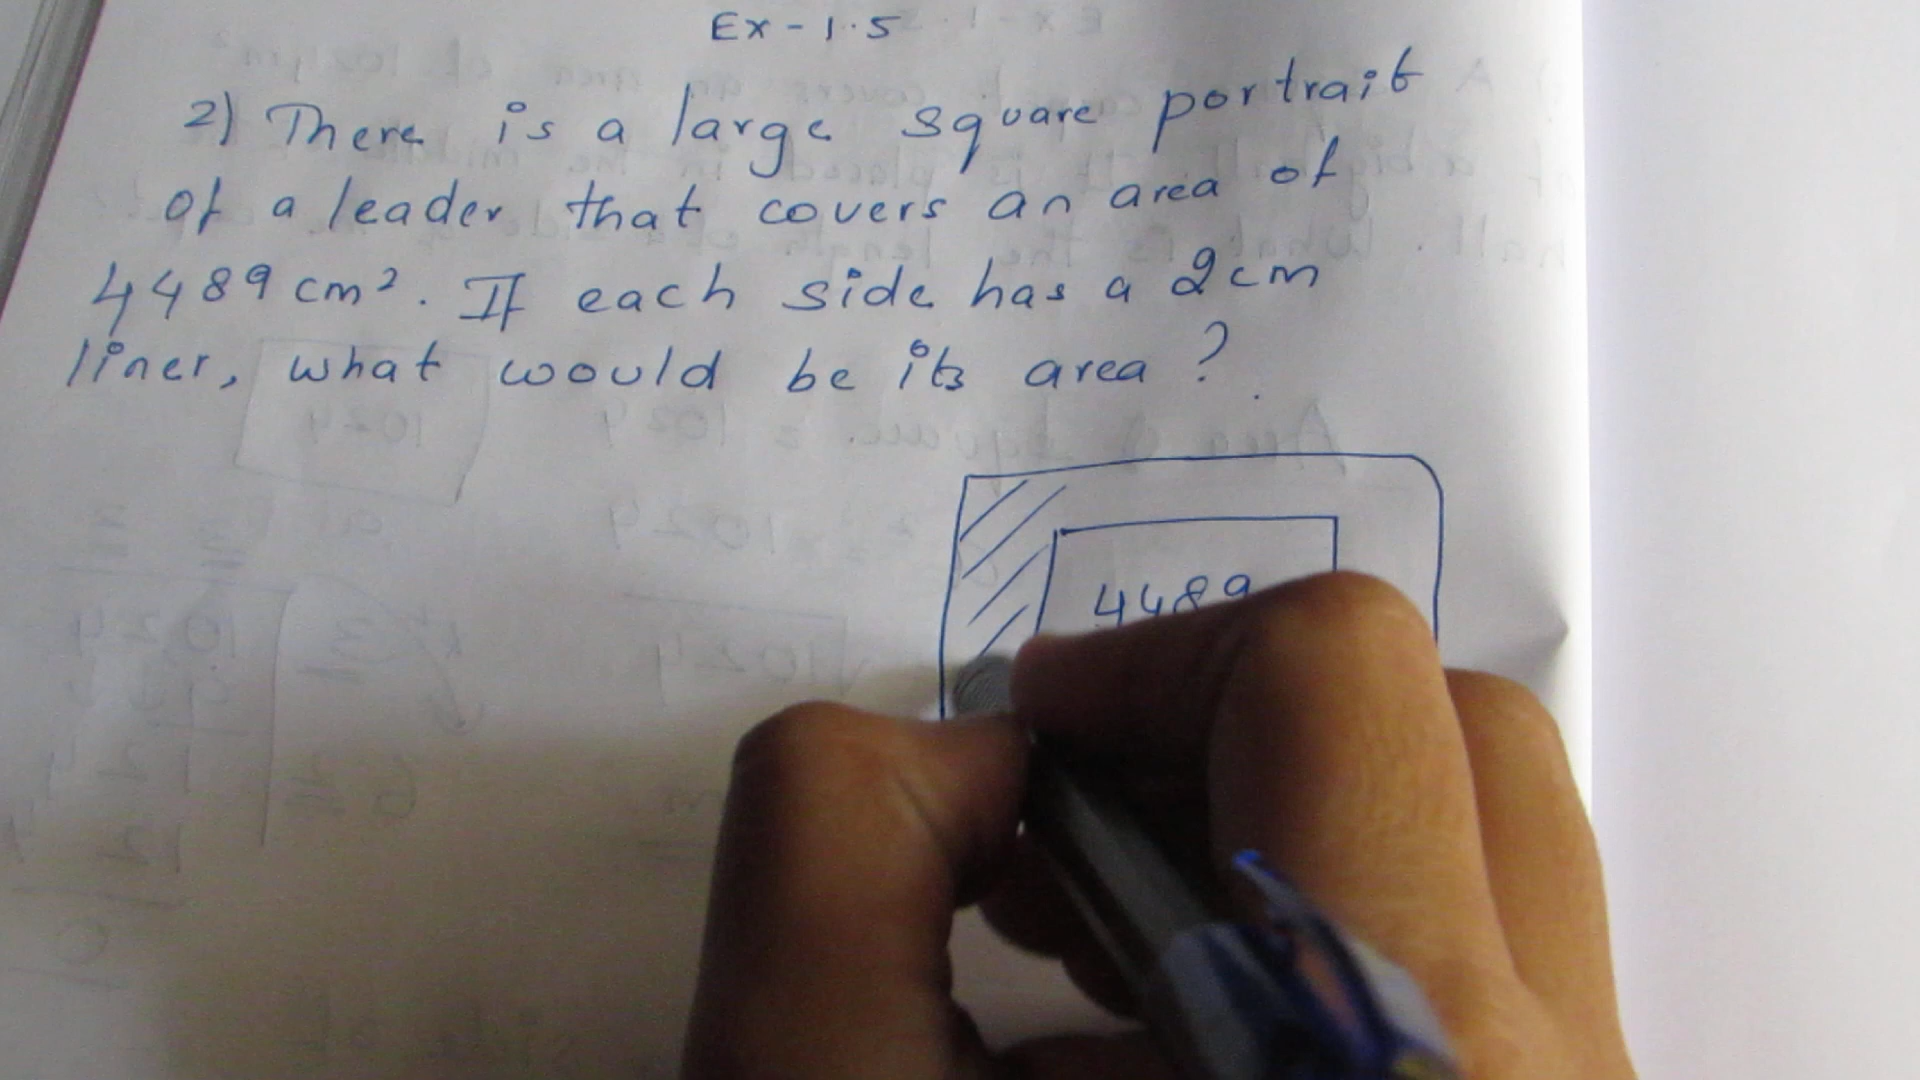 Ex - 1.5
2) There is a large square portrait
of a leader that covers an area of
4489 cm². If each side has a 2cm
liner, what would be its area ?
4489